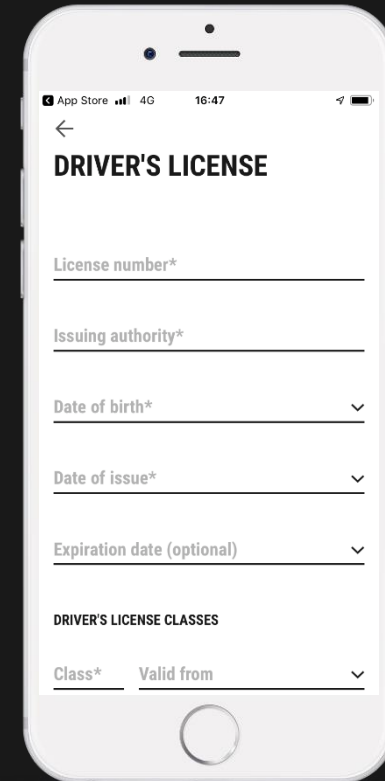 App Store 4G 16:47
DRIVER'S LICENSE
License number*
Issuing authority*
Date of birth*
Date of issue*
Expiration date (optional)
DRIVER'S LICENSE CLASSES
Class* Valid from